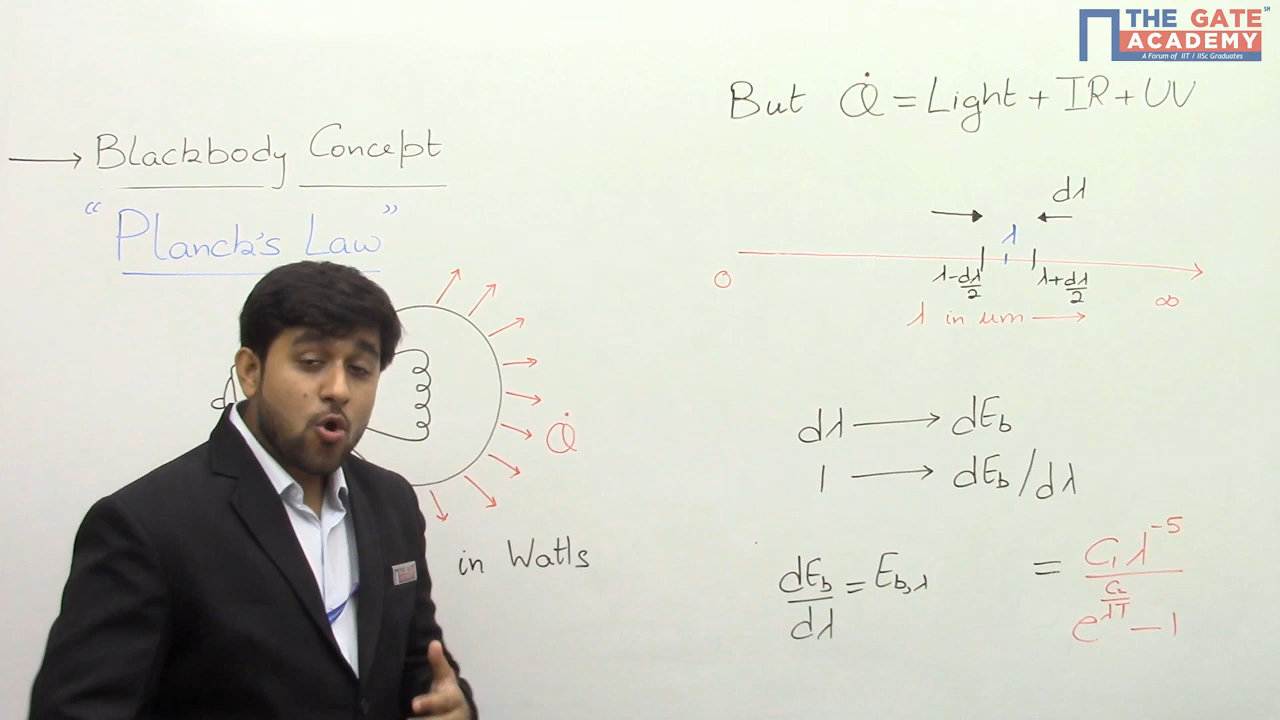 THE GATE
ACADEMY
A Forum of IIT / IISc Graduates
Blackbody Concept
"Planck's Law"
Q̇
in Watts
But Q̇ = Light + IR + UV
dλ
λ
λ-dλ/2 λ+dλ/2
0 ∞
λ in μm →
dλ → dEb
1 → dEb/dλ
dEb/dλ = Eb,λ = C₁λ⁻⁵ / (e^(C₂/λT) − 1)